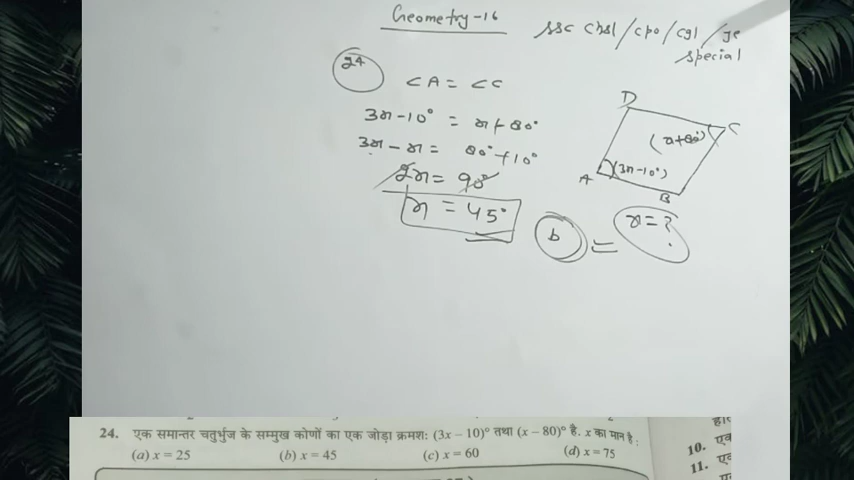 Geometry-16
SSC CHSL/CPO/CGL/JE
special
24
∠A = ∠C
3x-10° = x+80°
3x-x = 80°+10°
2x = 90°
x = 45°
b = x=?
D
C
(x+80°)
A
(3x-10°)
B
24. एक समान्तर चतुर्भुज के सम्मुख कोणों का एक जोड़ा क्रमश: (3x – 10)° तथा (x – 80)° है. x का मान है :
(a) x = 25 (b) x = 45 (c) x = 60 (d) x = 75
10. एक
11. एक